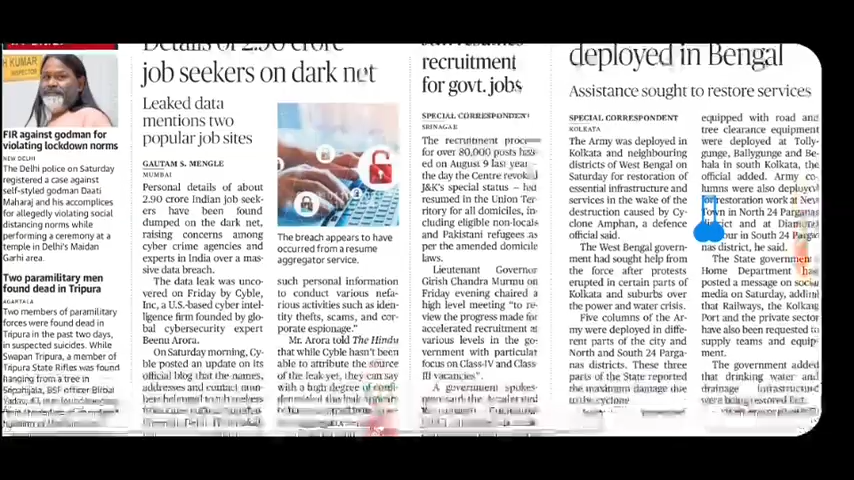 H KUMAR
INSPECTOR
FIR against godman for
violating lockdown norms
NEW DELHI
The Delhi police on Saturday
registered a case against
self-styled godman Daati
Maharaj and his accomplices
for allegedly violating social
distancing norms while
performing a ceremony at a
temple in Delhi's Maidan
Garhi area.
Two paramilitary men
found dead in Tripura
AGARTALA
Two members of paramilitary
forces were found dead in
Tripura in the past two days,
in suspected suicides. While
Swapan Tripura, a member of
Tripura State Rifles was found
hanging from a tree in
Sepahijala, BSF officer Birbal
Details of 2.90 crore
job seekers on dark net
Leaked data
mentions two
popular job sites
GAUTAM S. MENGLE
MUMBAI
Personal details of about
2.90 crore Indian job seek-
ers have been found
dumped on the dark net,
raising concerns among
cyber crime agencies and
experts in India over a mas-
sive data breach.
The data leak was unco-
vered on Friday by Cyble,
Inc, a U.S.-based cyber intel-
ligence firm founded by glo-
bal cybersecurity expert
Beenu Arora.
On Saturday morning, Cy-
ble posted an update on its
official blog that the names,
addresses and contact num-
The breach appears to have
occurred from a resume
aggregator service.
such personal information
to conduct various nefa-
rious activities such as iden-
tity thefts, scams, and cor-
porate espionage."
Mr. Arora told The Hindu
that while Cyble hasn't been
able to attribute the source
of the leak yet, they can say
with a high degree of confi-
recruitment
for govt. jobs
SPECIAL CORRESPONDENT
SRINAGAR
The recruitment process
for over 80,000 posts has
ed on August 9 last year
the day the Centre revoked
J&K's special status – had
resumed in the Union Ter-
ritory for all domiciles, in-
cluding eligible non-locals
and Pakistani refugees as
per the amended domicile
laws.
Lieutenant Governor
Girish Chandra Murmu on
Friday evening chaired a
high level meeting "to re-
view the progress made for
accelerated recruitment at
various levels in the go-
vernment with particular
focus on Class-IV and Class-
III vacancies".
A government spokes-
deployed in Bengal
Assistance sought to restore services
SPECIAL CORRESPONDENT
KOLKATA
The Army was deployed in
Kolkata and neighbouring
districts of West Bengal on
Saturday for restoration of
essential infrastructure and
services in the wake of the
destruction caused by Cy-
clone Amphan, a defence
official said.
The West Bengal govern-
ment had sought help from
the force after protests
erupted in certain parts of
Kolkata and suburbs over
the power and water crisis.
Five columns of the Ar-
my were deployed in differ-
ent parts of the city and
North and South 24 Parga-
nas districts. These three
parts of the State reported
the maximum damage due
to the cyclone
equipped with road and
tree clearance equipment
were deployed at Tolly-
gunge, Ballygunge and Be-
hala in south Kolkata, the
official added. Army co-
lumns were also deployed
for restoration work at New
Town in North 24 Parganas
district and at Diamond
Harbour in South 24 Parga-
nas district, he said.
The State government
Home Department has
posted a message on social
media on Saturday, adding
that Railways, the Kolkata
Port and the private sector
have also been requested to
supply teams and equip-
ment.
The government added
that drinking water and
drainage infrastructure
were being restored fast.